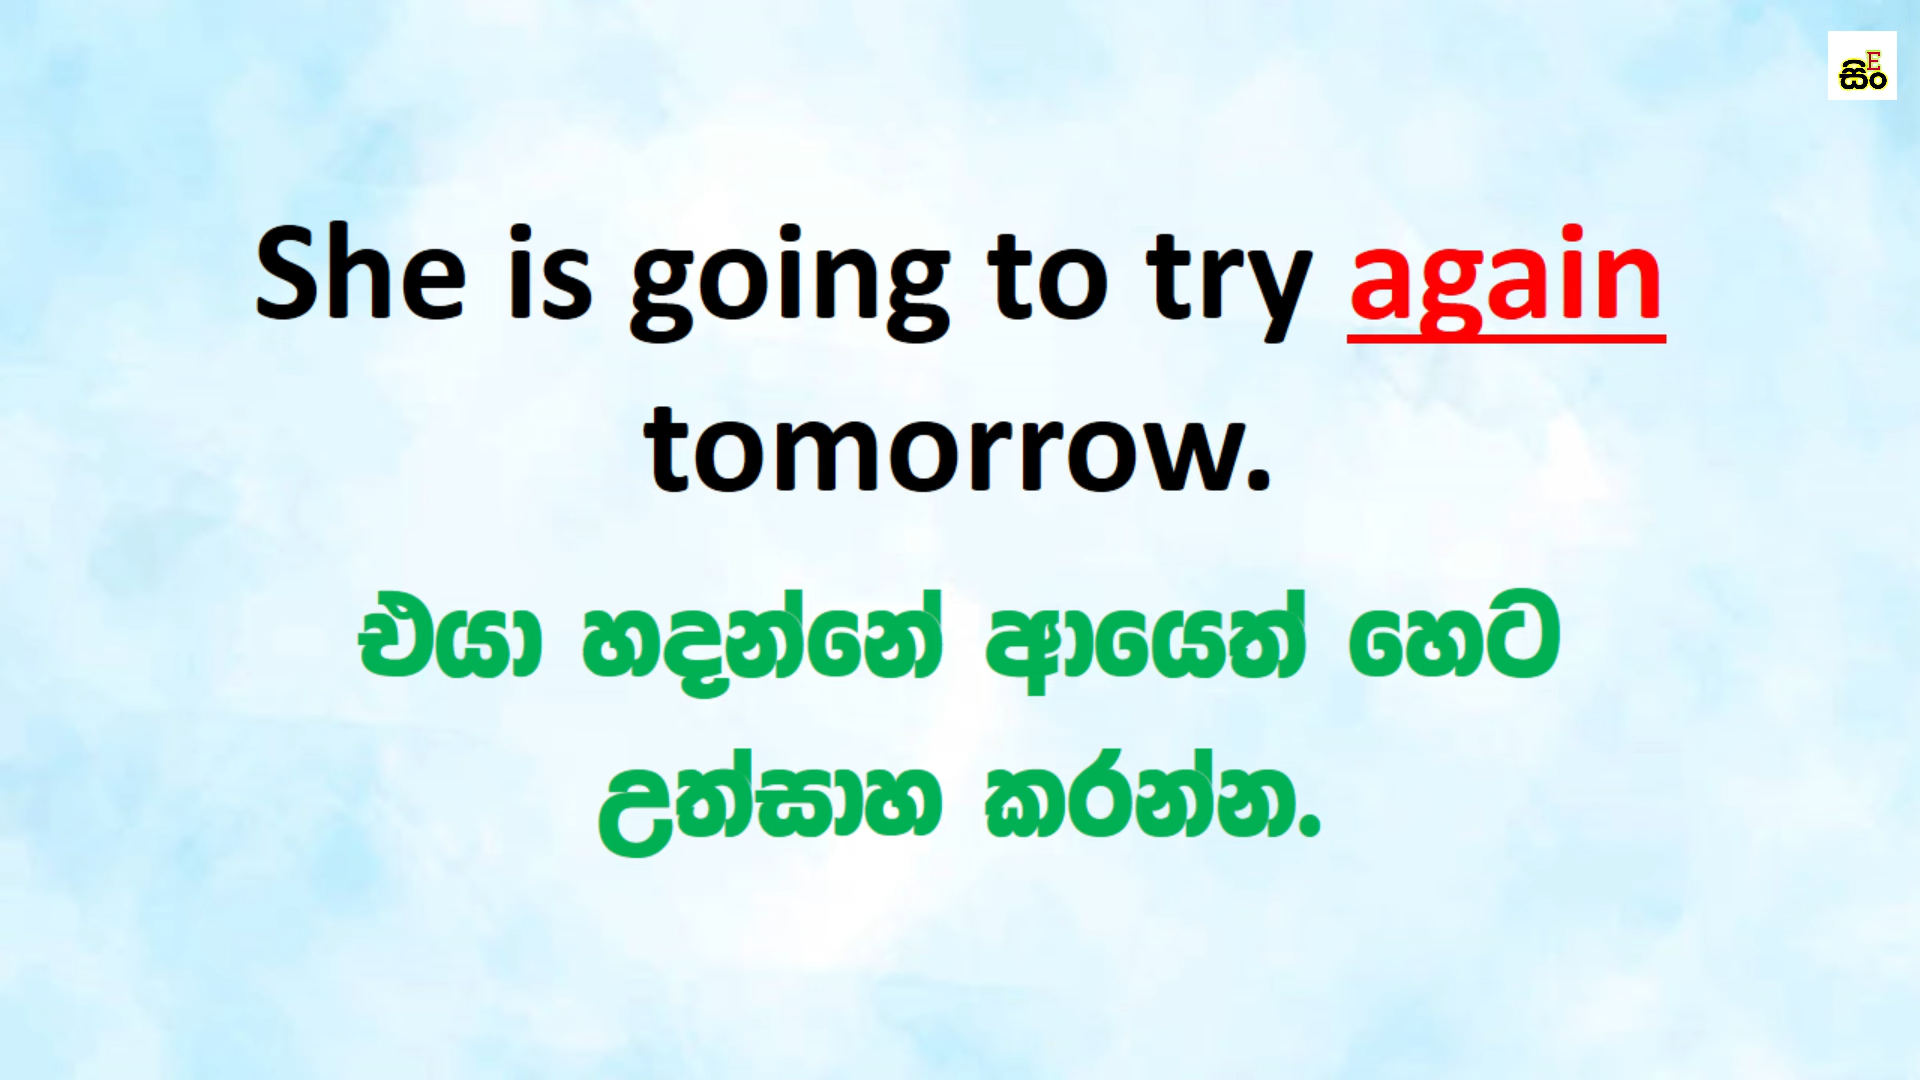 සිංE
She is going to try again
tomorrow.
එයා හදන්නේ ආයෙත් හෙට
උත්සාහ කරන්න.